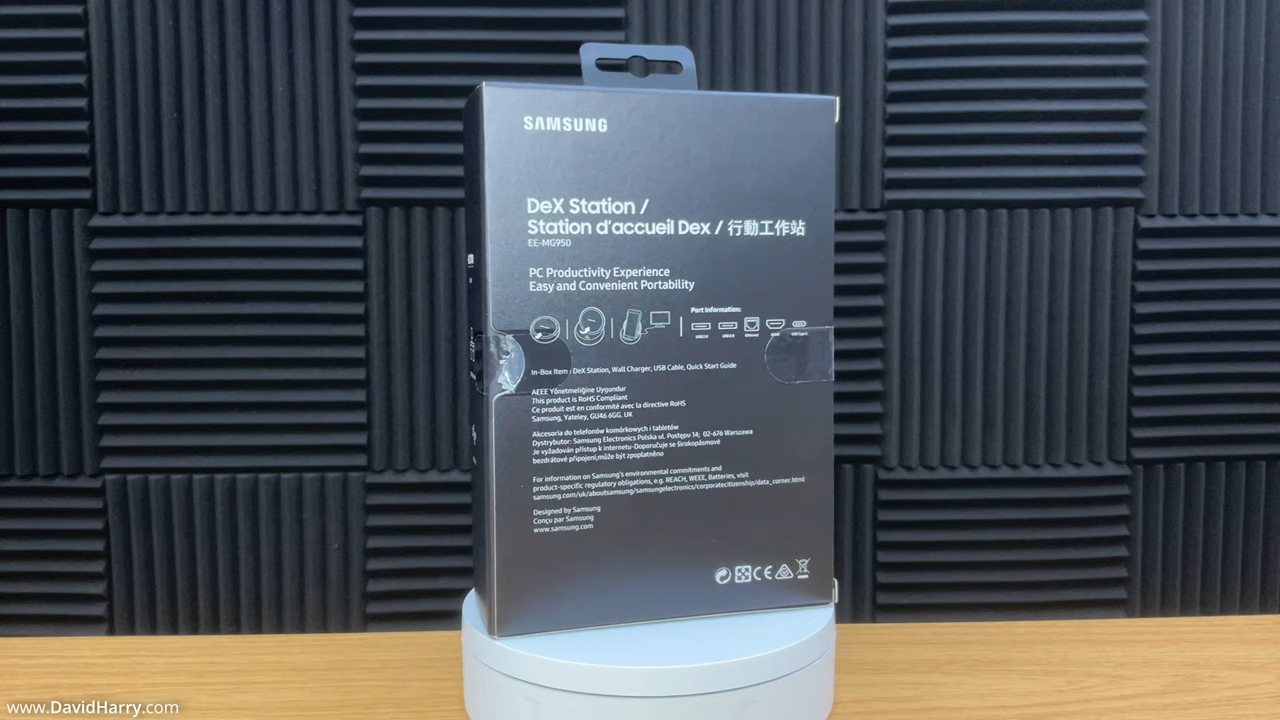 SAMSUNG
DeX Station /
Station d'accueil Dex / 行動工作站
EE-MG950
PC Productivity Experience
Easy and Convenient Portability
Port Information:
In-Box Item : DeX Station, Wall Charger, USB Cable, Quick Start Guide
AEEE Yönetmeliğine Uygundur
This product is RoHS Compliant
Ce produit est en conformité avec la directive RoHS
Samsung, Yateley, GU46 6GG. UK
Akcesoria do telefonów komórkowych i tabletów
Dystrybutor: Samsung Electronics Polska ul. Postępu 14; 02-676 Warszawa
Je vyžadován přístup k internetu-Doporučuje se širokopásmové
bezdrátové připojení;může být zpoplatněno
For information on Samsung's environmental commitments and
product-specific regulatory obligations, e.g. REACH, WEEE, Batteries, visit
samsung.com/uk/aboutsamsung/samsungelectronics/corporatecitizenship/data_corner.html
Designed by Samsung
Conçu par Samsung
www.samsung.com
CE
www.DavidHarry.com